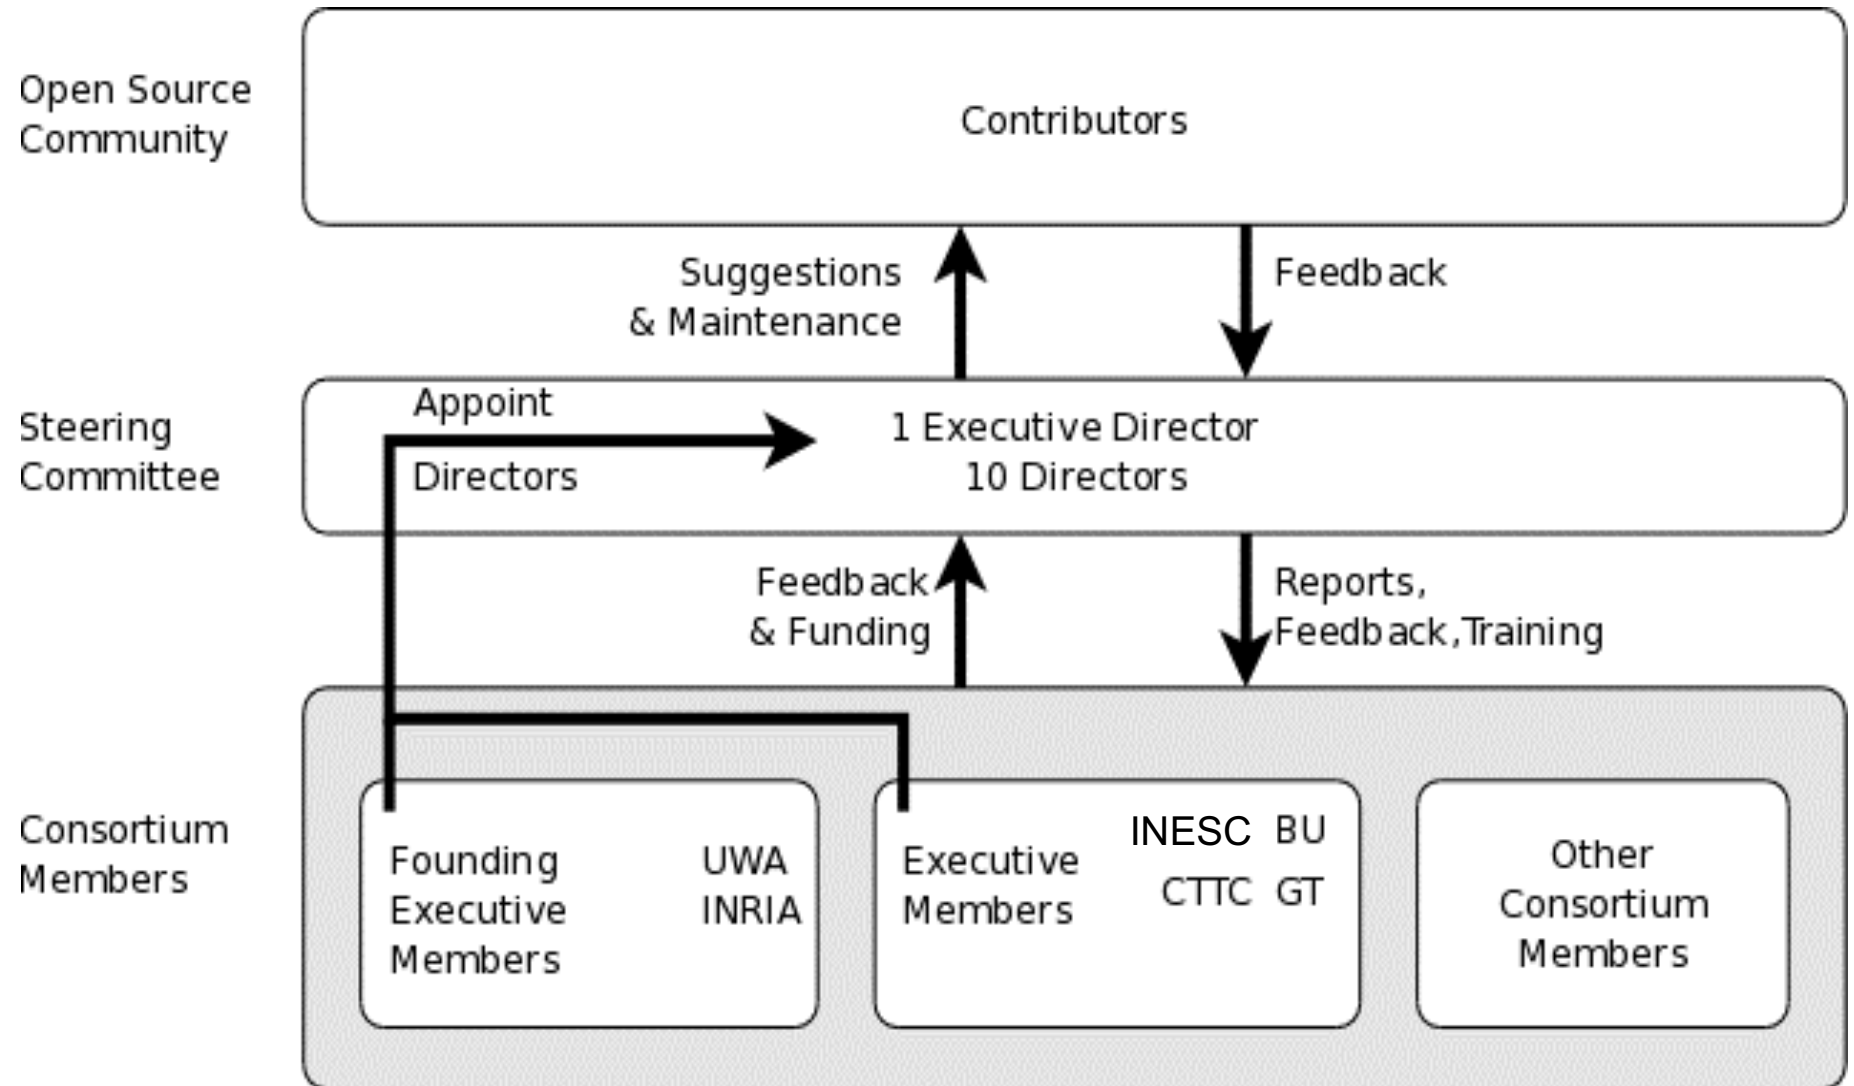 Open Source
Community
Contributors
Suggestions
& Maintenance
Feedback
Steering
Committee
Appoint
Directors
1 Executive Director
10 Directors
Feedback
& Funding
Reports,
Feedback,Training
Consortium
Members
Founding
Executive
Members
UWA
INRIA
Executive
Members
INESC BU
CTTC GT
Other
Consortium
Members